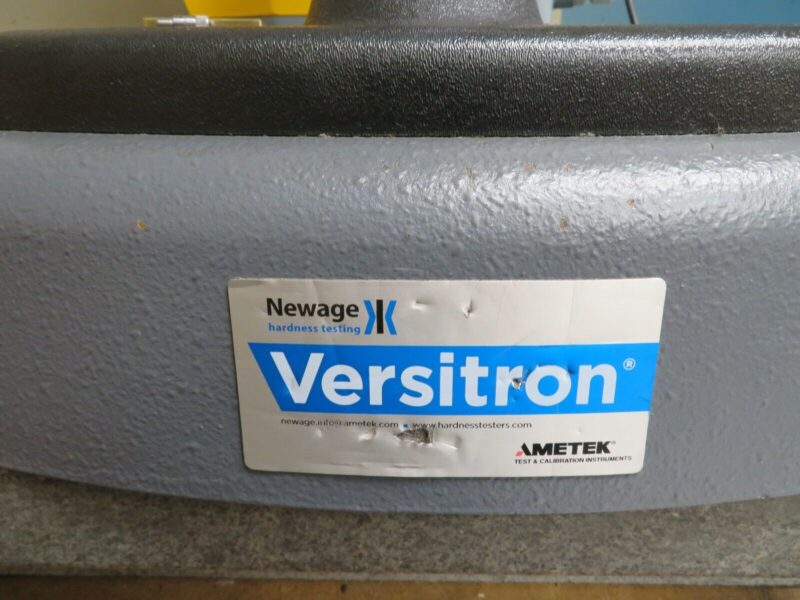 Newage
hardness testing
Versitron®
newage.info@ametek.com ▪ www.hardnesstesters.com
AMETEK®
TEST & CALIBRATION INSTRUMENTS